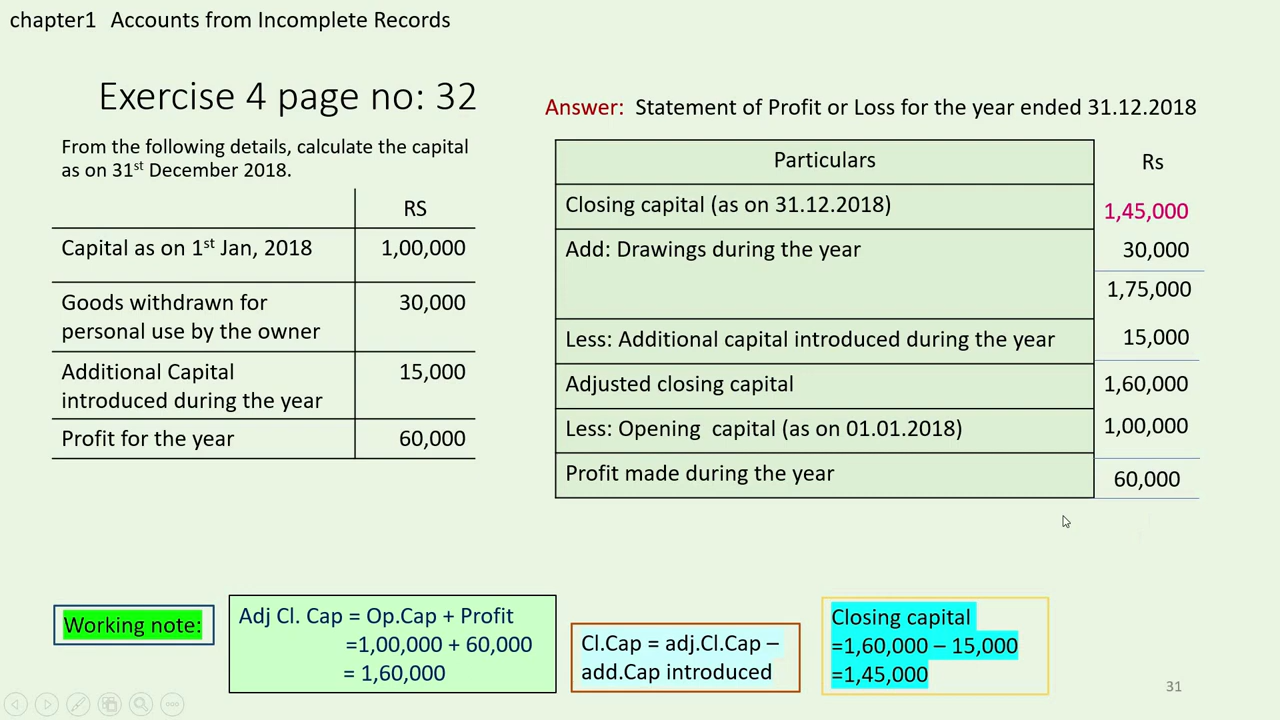 chapter1 Accounts from Incomplete Records
Exercise 4 page no: 32
From the following details, calculate the capital
as on 31st December 2018.
RS
Capital as on 1st Jan, 2018 1,00,000
Goods withdrawn for 30,000
personal use by the owner
Additional Capital 15,000
introduced during the year
Profit for the year 60,000
Answer: Statement of Profit or Loss for the year ended 31.12.2018
Particulars Rs
Closing capital (as on 31.12.2018) 1,45,000
Add: Drawings during the year 30,000
1,75,000
Less: Additional capital introduced during the year 15,000
Adjusted closing capital 1,60,000
Less: Opening capital (as on 01.01.2018) 1,00,000
Profit made during the year 60,000
Working note:
Adj Cl. Cap = Op.Cap + Profit
=1,00,000 + 60,000
= 1,60,000
Cl.Cap = adj.Cl.Cap –
add.Cap introduced
Closing capital
=1,60,000 – 15,000
=1,45,000
31